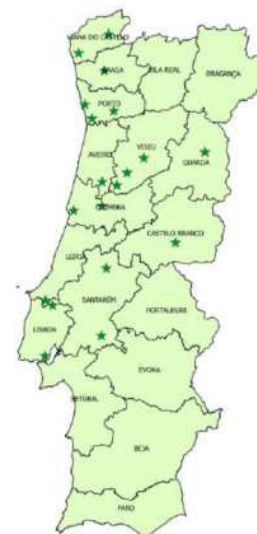 VIANA DO CASTELO
BRAGA
VILA REAL
BRAGANÇA
PORTO
AVEIRO
VISEU
GUARDA
COIMBRA
CASTELO BRANCO
SANTARÉM
PORTALEGRE
LISBOA
ÉVORA
SETÚBAL
BEJA
FARO